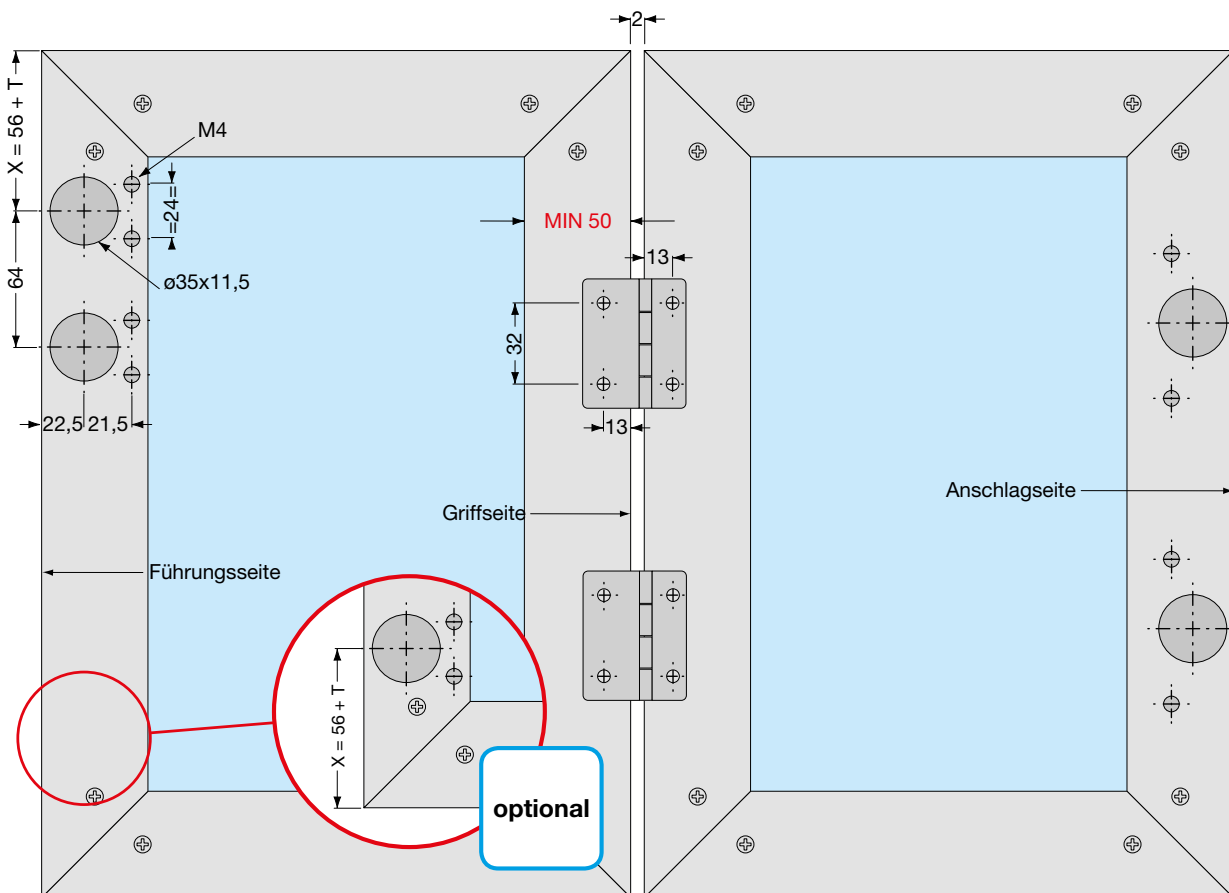 2
X = 56 + T
M4
=24=
MIN 50
13
64
ø35x11,5
32
22,5
21,5
13
Anschlagseite
Griffseite
Führungsseite
X = 56 + T
optional